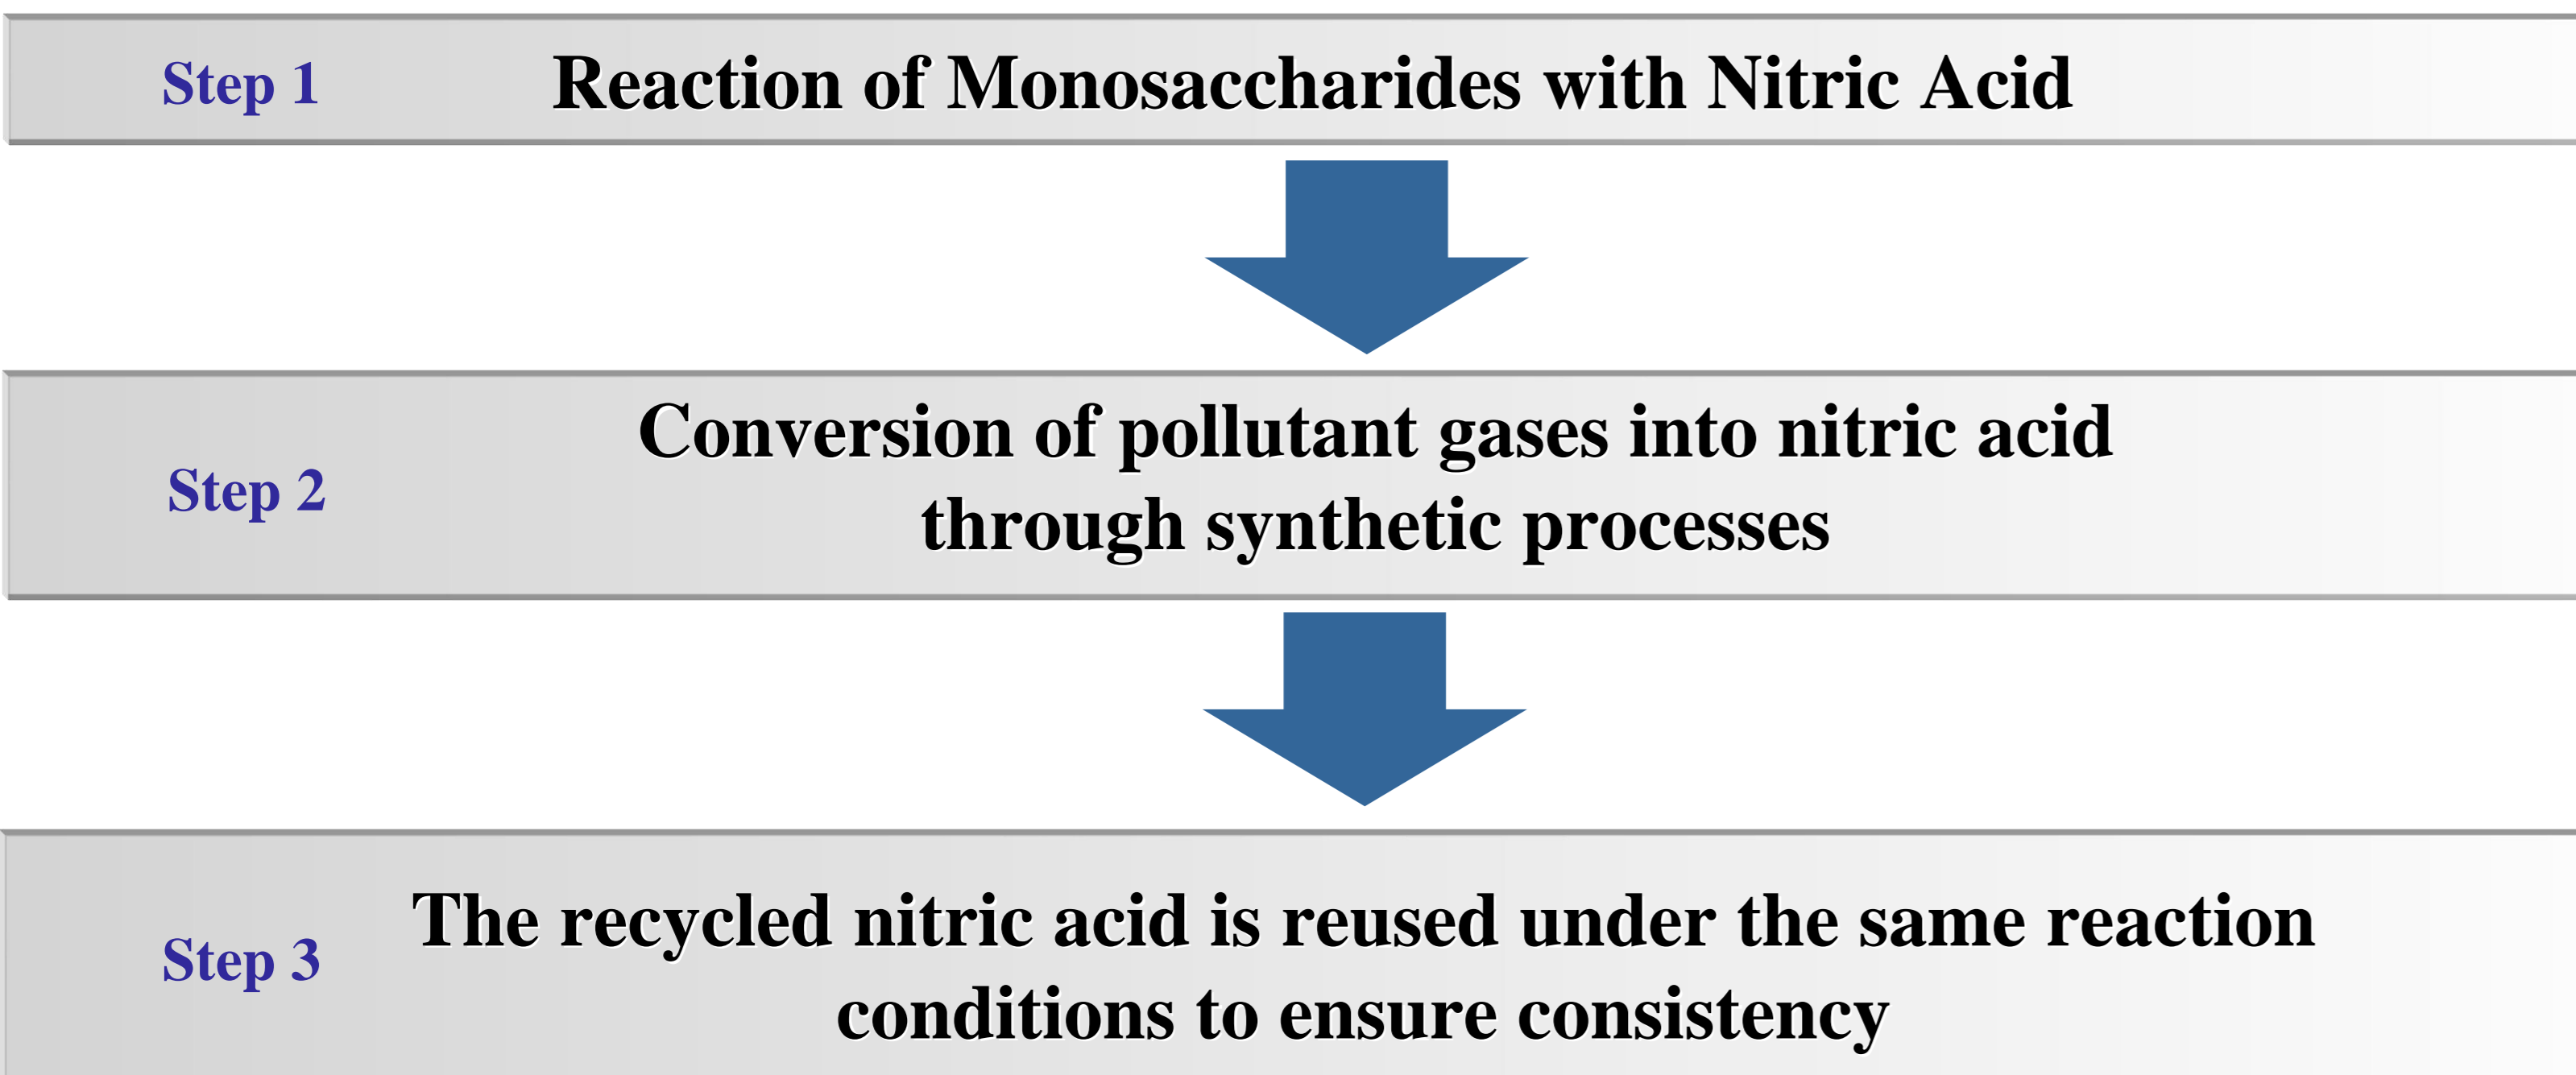 Step 1 Reaction of Monosaccharides with Nitric Acid
Step 2
Conversion of pollutant gases into nitric acid
through synthetic processes
Step 3
The recycled nitric acid is reused under the same reaction
conditions to ensure consistency